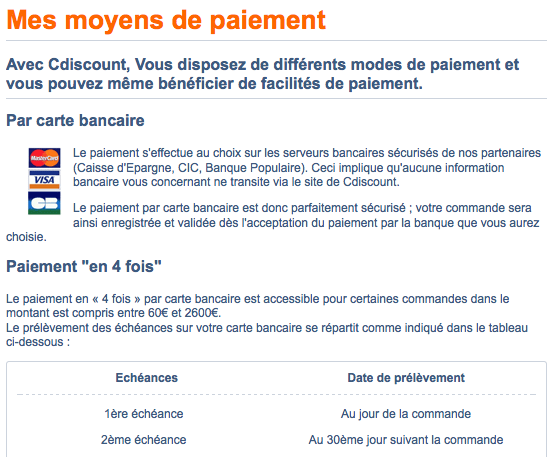 Mes moyens de paiement
Avec Cdiscount, Vous disposez de différents modes de paiement et
vous pouvez même bénéficier de facilités de paiement.
Par carte bancaire
MasterCard
VISA
CB
Le paiement s'effectue au choix sur les serveurs bancaires sécurisés de nos partenaires
(Caisse d'Epargne, CIC, Banque Populaire). Ceci implique qu'aucune information
bancaire vous concernant ne transite via le site de Cdiscount.
Le paiement par carte bancaire est donc parfaitement sécurisé ; votre commande sera
ainsi enregistrée et validée dès l'acceptation du paiement par la banque que vous aurez
choisie.
Paiement "en 4 fois"
Le paiement en « 4 fois » par carte bancaire est accessible pour certaines commandes dans le
montant est compris entre 60€ et 2600€.
Le prélèvement des échéances sur votre carte bancaire se répartit comme indiqué dans le tableau
ci-dessous :
Echéances Date de prélèvement
1ère échéance Au jour de la commande
2ème échéance Au 30ème jour suivant la commande